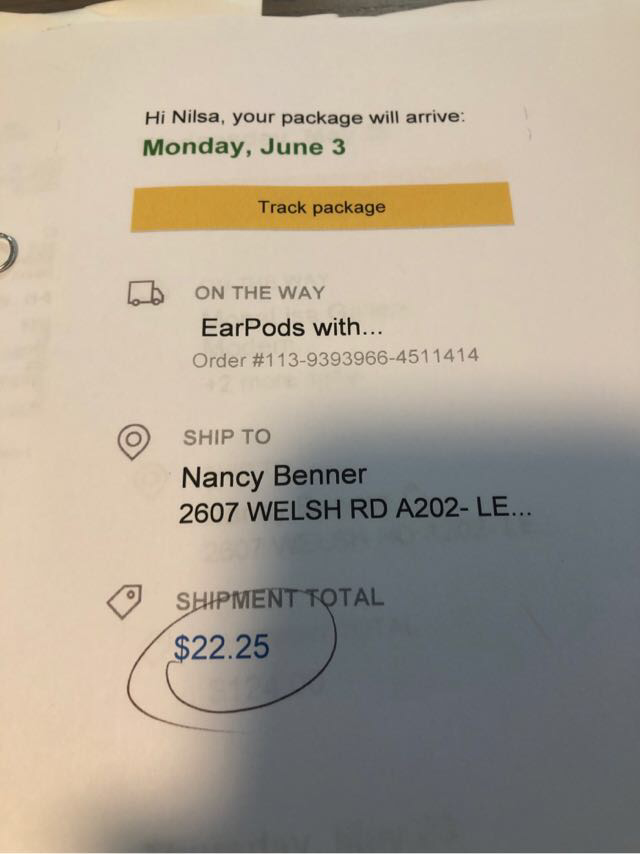 Hi Nilsa, your package will arrive:
Monday, June 3
Track package
ON THE WAY
EarPods with...
Order #113-9393966-4511414
SHIP TO
Nancy Benner
2607 WELSH RD A202- LE...
SHIPMENT TOTAL
$22.25